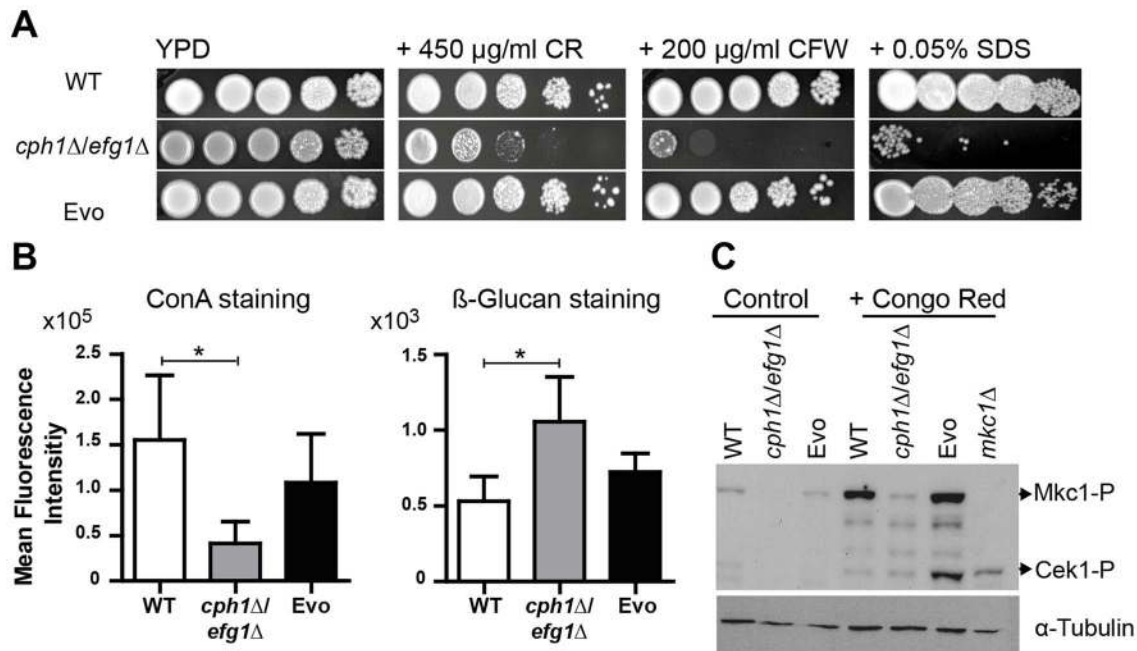 A
YPD
+ 450 µg/ml CR
+ 200 µg/ml CFW
+ 0.05% SDS
WT
cph1Δ/efg1Δ
Evo
B
ConA staining
x10⁵
Mean Fluorescence
Intensitiy
2.5
2.0
1.5
1.0
0.5
0
*
WT
cph1Δ/
efg1Δ
Evo
ß-Glucan staining
x10³
1.5
1.0
0.5
0
*
WT
cph1Δ/
efg1Δ
Evo
C
Control
+ Congo Red
WT
cph1Δ/efg1Δ
Evo
WT
cph1Δ/efg1Δ
Evo
mkc1Δ
Mkc1-P
Cek1-P
α-Tubulin